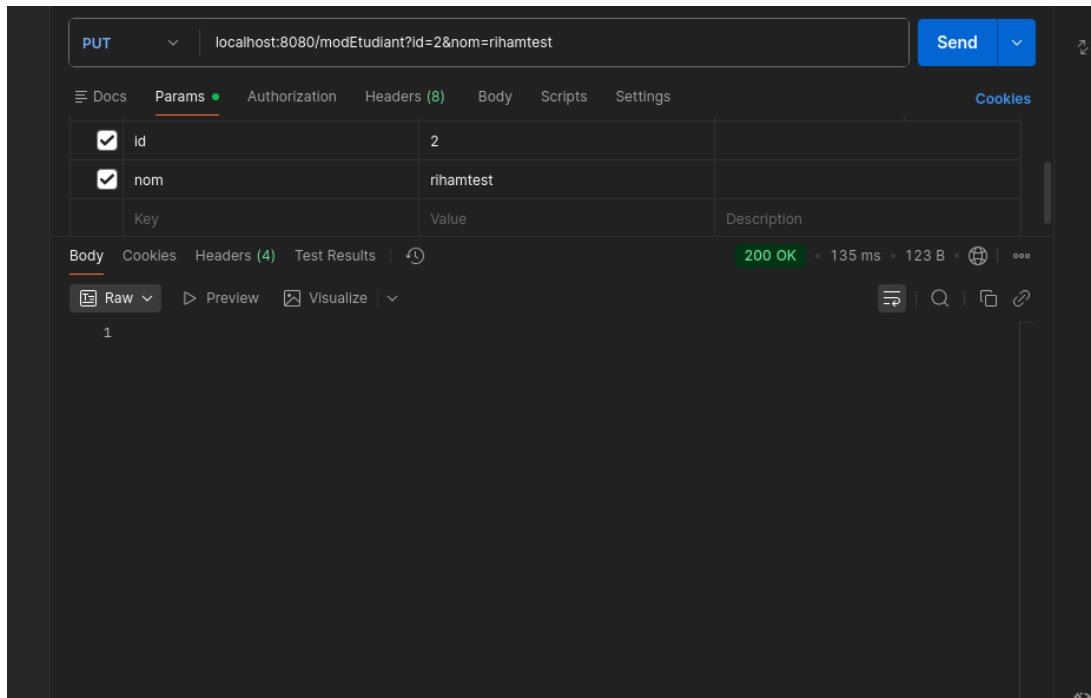 PUT localhost:8080/modEtudiant?id=2&nom=rihamtest Send
Docs Params Authorization Headers (8) Body Scripts Settings Cookies
id 2
nom rihamtest
Key Value Description
Body Cookies Headers (4) Test Results 200 OK 135 ms 123 B
Raw Preview Visualize
1